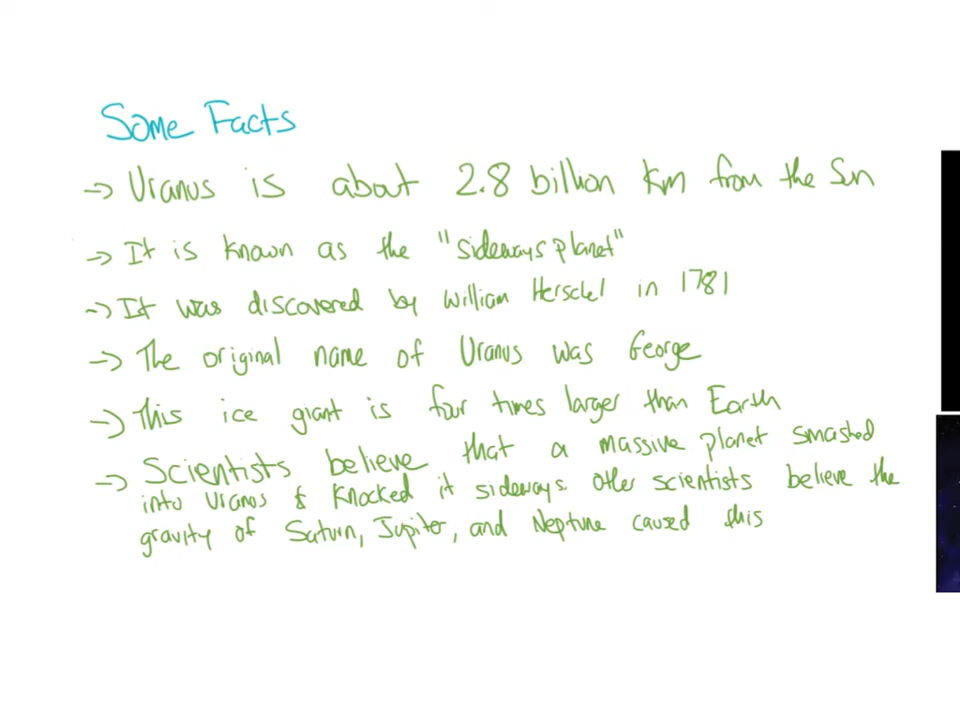 Some Facts
-> Uranus is about 2.8 billion km from the Sun
-> It is known as the "sideways planet"
-> It was discovered by William Herschel in 1781
-> The original name of Uranus was George
-> This ice giant is four times larger than Earth
-> Scientists believe that a massive planet smashed
into Uranus & knocked it sideways. Other scientists believe the
gravity of Saturn, Jupiter, and Neptune caused this